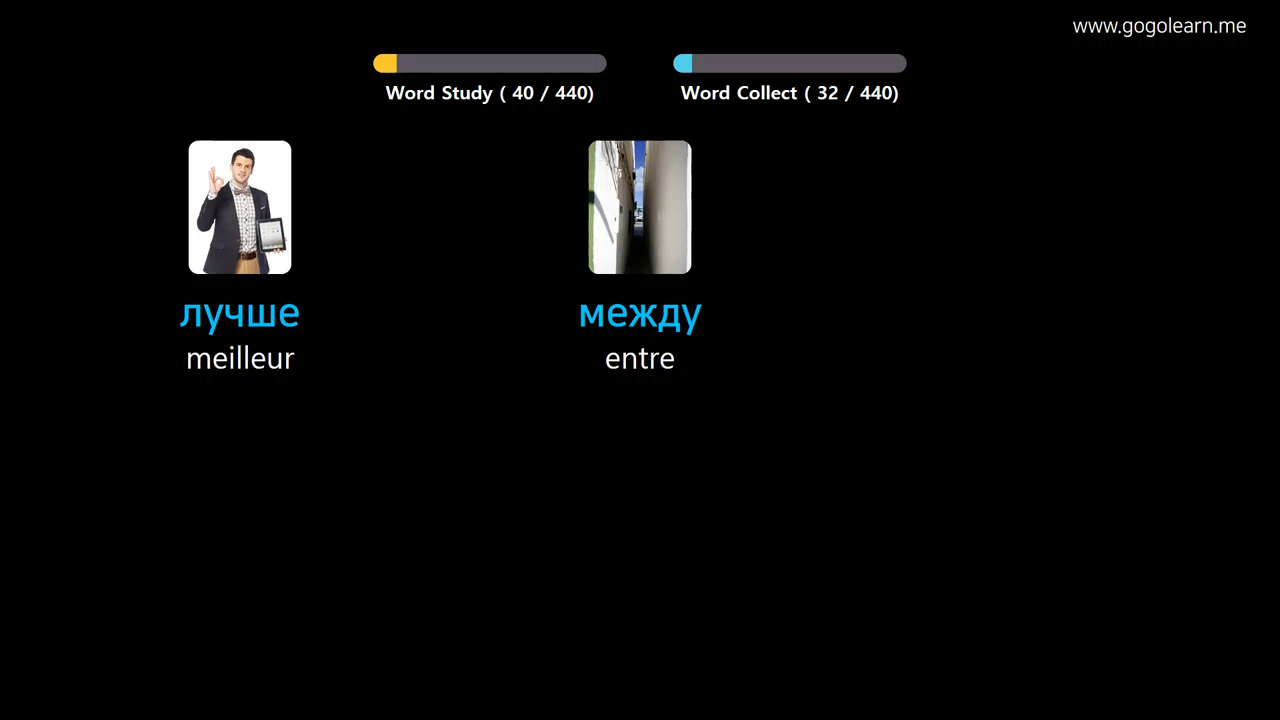 www.gogolearn.me
Word Study ( 40 / 440)
Word Collect ( 32 / 440)
лучше
meilleur
между
entre